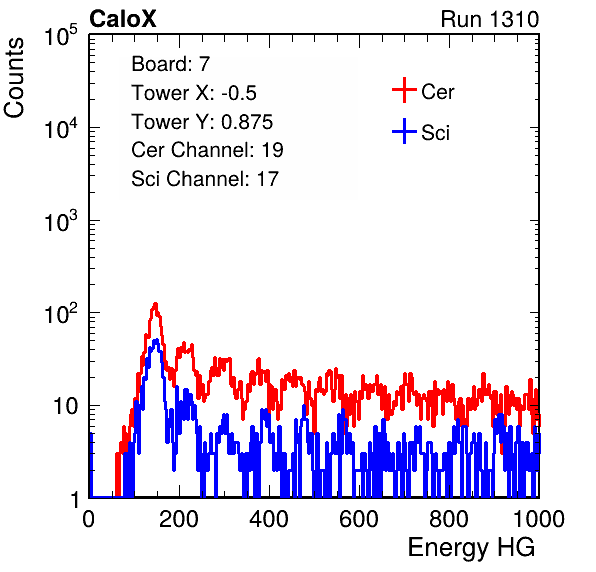 CaloX Run 1310
Counts
10^5
10^4
10^3
10^2
10
1
Board: 7
Tower X: -0.5
Tower Y: 0.875
Cer Channel: 19
Sci Channel: 17
Cer
Sci
0 200 400 600 800 1000
Energy HG